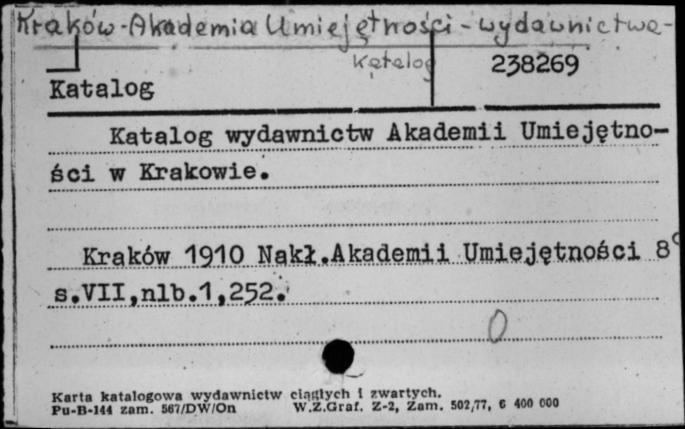 Kraków-Akademia Umiejętności-wydawnictwa-
katalog
238269
Katalog
Katalog wydawnictw Akademii Umiejętno-
ści w Krakowie.
Kraków 1910 Nakł.Akademii Umiejętności 8°
s.VII,nlb.1,252.
0
Karta katalogowa wydawnictw ciągłych i zwartych.
Pu-B-144 zam. 567/DW/On W.Z.Graf. Z-2, Zam. 502/77, C 400 000